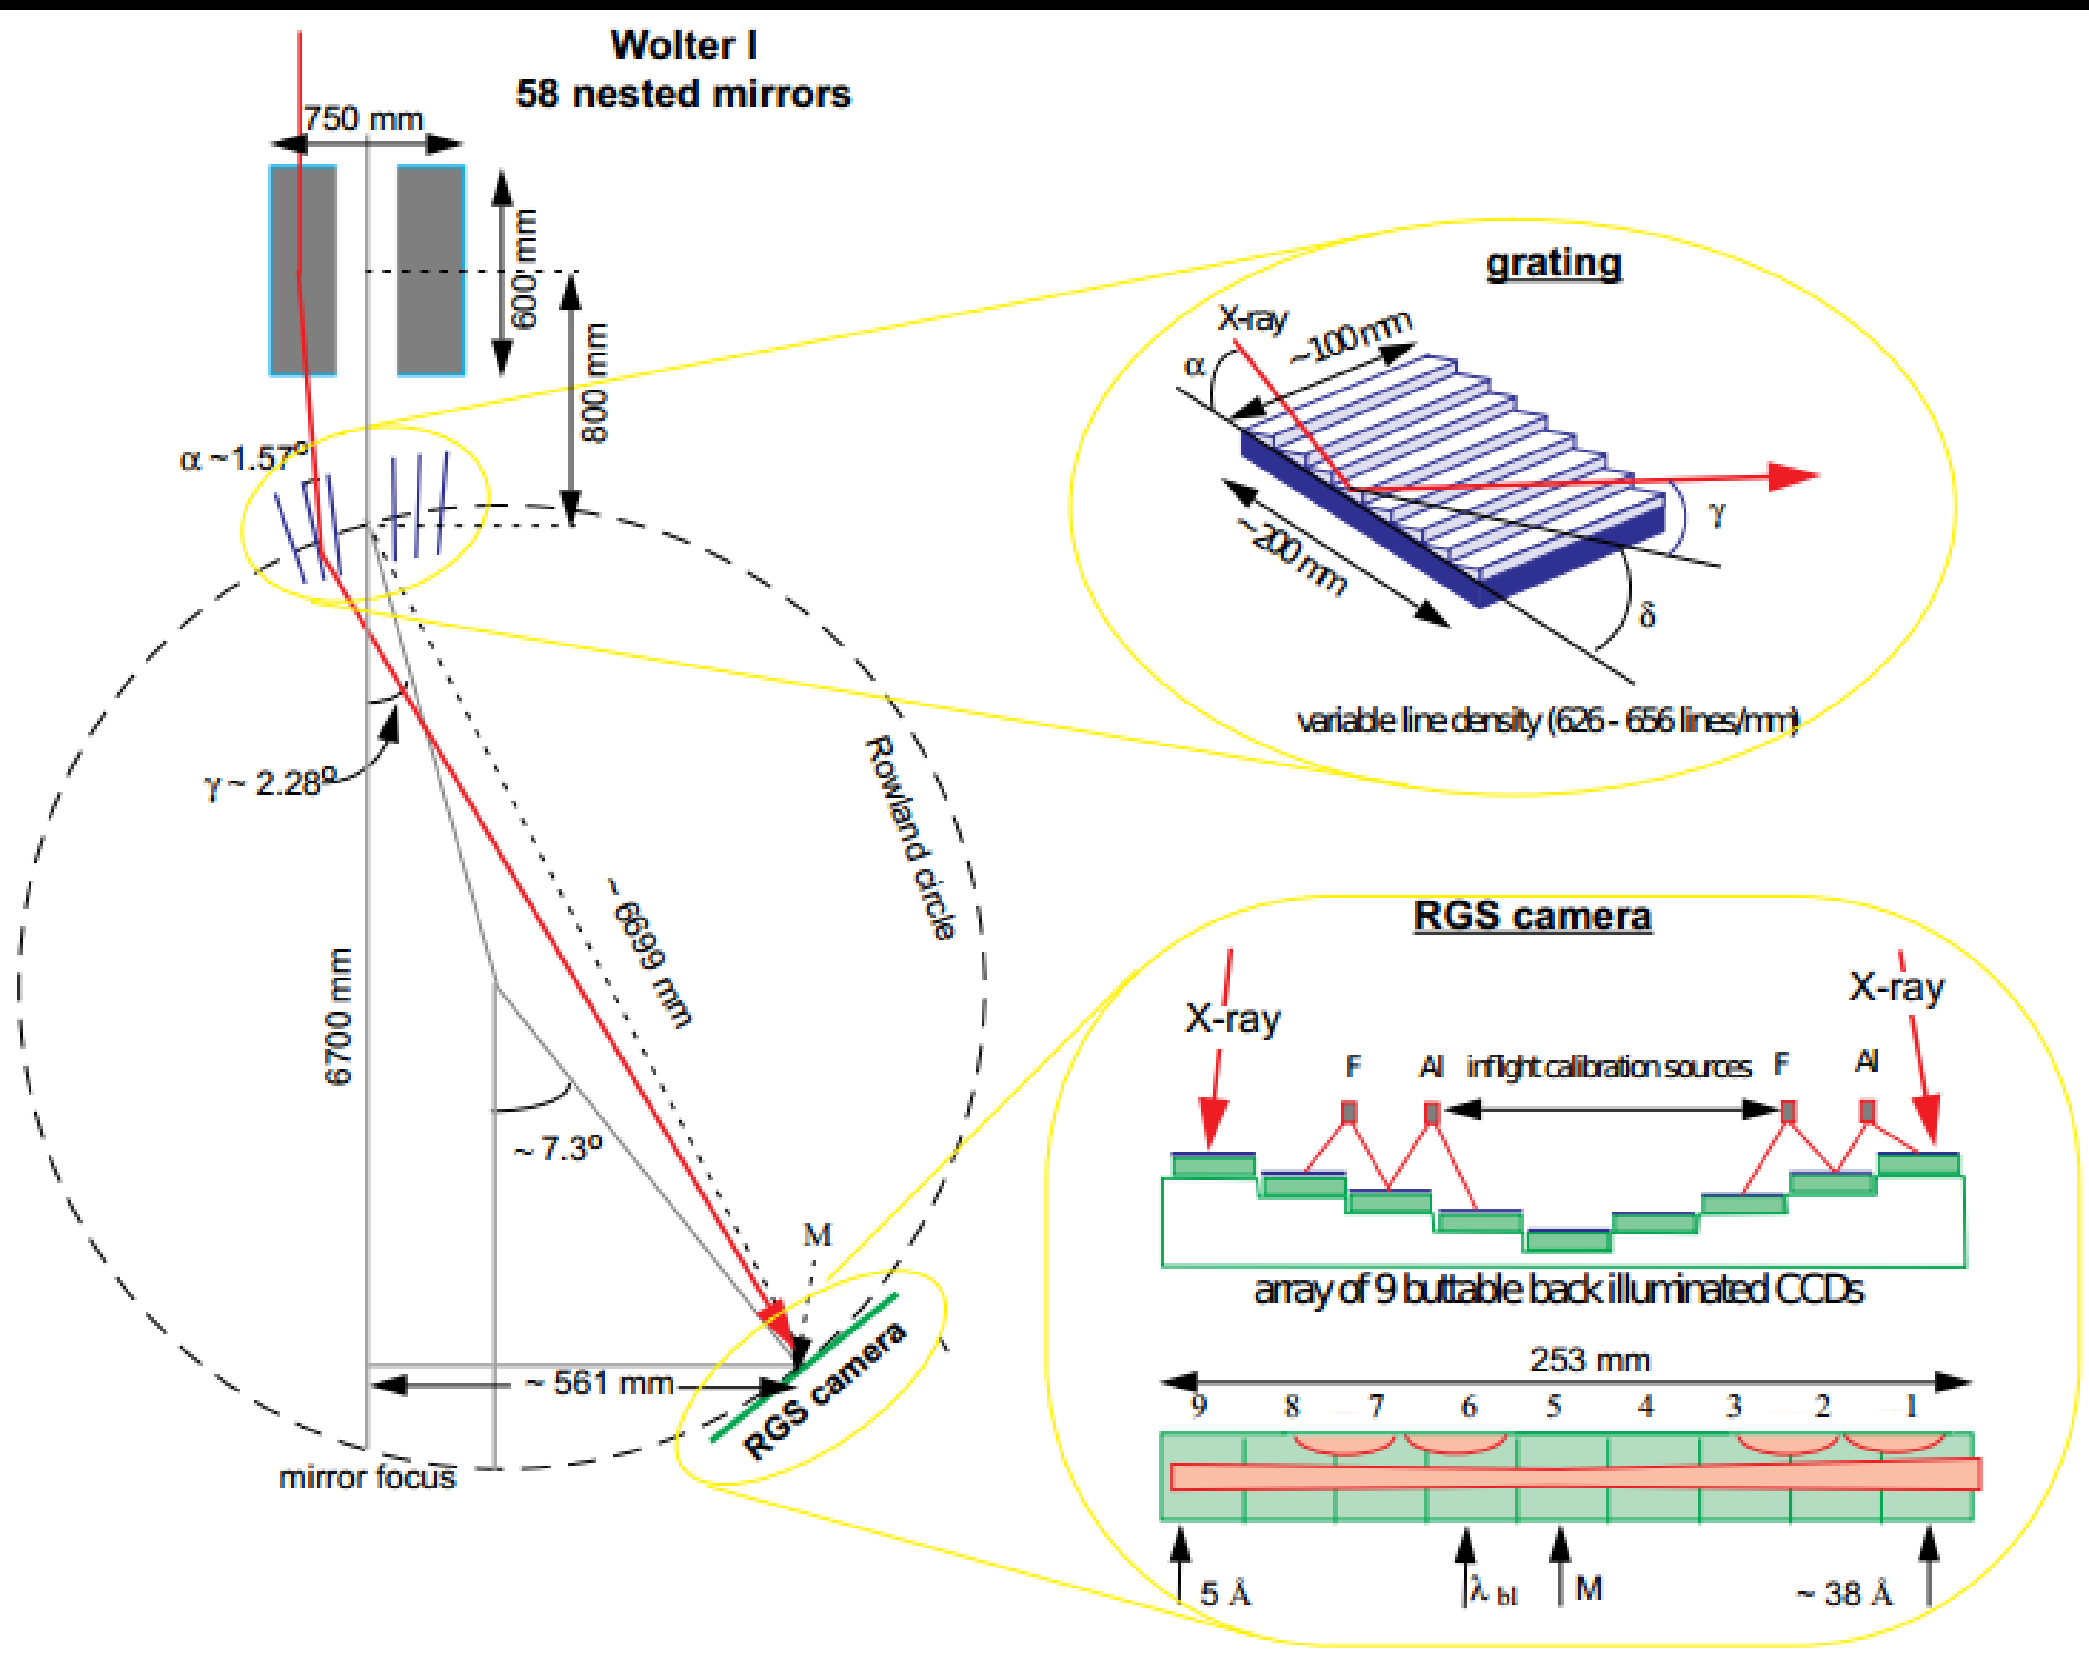 Wolter I
58 nested mirrors
750 mm
600 mm
800 mm
α ~1.57º
γ ~ 2.28º
6700 mm
~ 6699 mm
Rowland circle
~ 7.3º
M
~ 561 mm
RGS camera
mirror focus
grating
X-ray
~100 mm
α
γ
~200 mm
δ
variable line density (626 - 656 lines/mm)
RGS camera
X-ray
X-ray
F
Al
inflight calibration sources
F
Al
array of 9 buttable back illuminated CCDs
253 mm
9 8 7 6 5 4 3 2 1
5 Å
λ bl
M
~ 38 Å